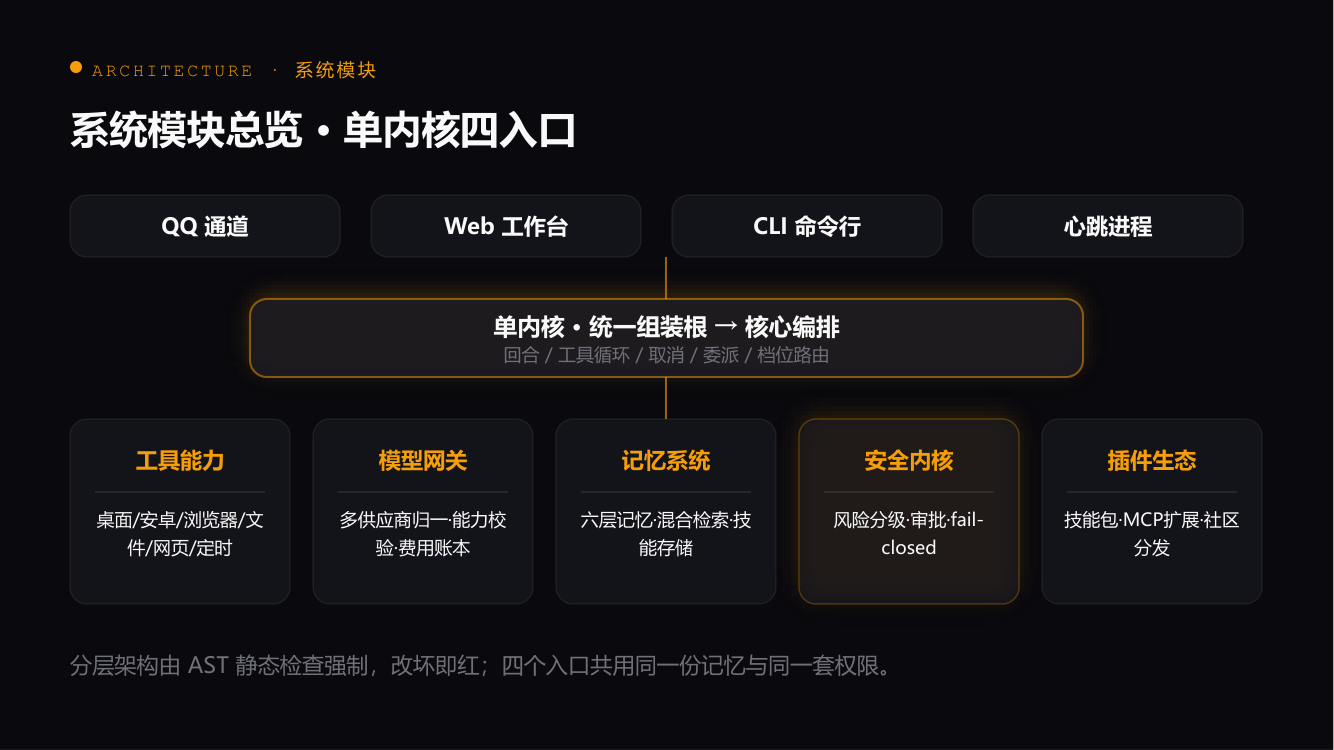 ARCHITECTURE · 系统模块
系统模块总览 · 单内核四入口
QQ 通道
Web 工作台
CLI 命令行
心跳进程
单内核 · 统一组装根 → 核心编排
回合 / 工具循环 / 取消 / 委派 / 档位路由
工具能力
桌面/安卓/浏览器/文
件/网页/定时
模型网关
多供应商归一·能力校
验·费用账本
记忆系统
六层记忆·混合检索·技
能存储
安全内核
风险分级·审批·fail-
closed
插件生态
技能包·MCP扩展·社区
分发
分层架构由 AST 静态检查强制，改坏即红；四个入口共用同一份记忆与同一套权限。